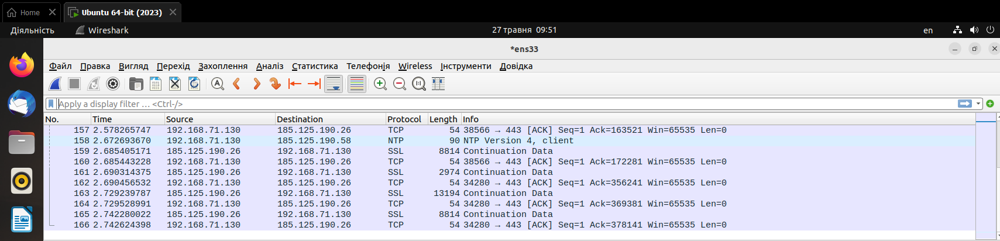 Home
Ubuntu 64-bit (2023)
Діяльність Wireshark 27 травня 09:51 en
*ens33
Файл Правка Вигляд Перехід Захоплення Аналіз Статистика Телефонія Wireless Інструменти Довідка
Apply a display filter … <Ctrl-/>
No. Time Source Destination Protocol Length Info
157 2.578265747 192.168.71.130 185.125.190.26 TCP 54 38566 → 443 [ACK] Seq=1 Ack=163521 Win=65535 Len=0
158 2.672693670 192.168.71.130 185.125.190.58 NTP 90 NTP Version 4, client
159 2.685405171 185.125.190.26 192.168.71.130 SSL 8814 Continuation Data
160 2.685443228 192.168.71.130 185.125.190.26 TCP 54 38566 → 443 [ACK] Seq=1 Ack=172281 Win=65535 Len=0
161 2.690314375 185.125.190.26 192.168.71.130 SSL 2974 Continuation Data
162 2.690456532 192.168.71.130 185.125.190.26 TCP 54 34280 → 443 [ACK] Seq=1 Ack=356241 Win=65535 Len=0
163 2.729239787 185.125.190.26 192.168.71.130 SSL 13194 Continuation Data
164 2.729528991 192.168.71.130 185.125.190.26 TCP 54 34280 → 443 [ACK] Seq=1 Ack=369381 Win=65535 Len=0
165 2.742280022 185.125.190.26 192.168.71.130 SSL 8814 Continuation Data
166 2.742624398 192.168.71.130 185.125.190.26 TCP 54 34280 → 443 [ACK] Seq=1 Ack=378141 Win=65535 Len=0